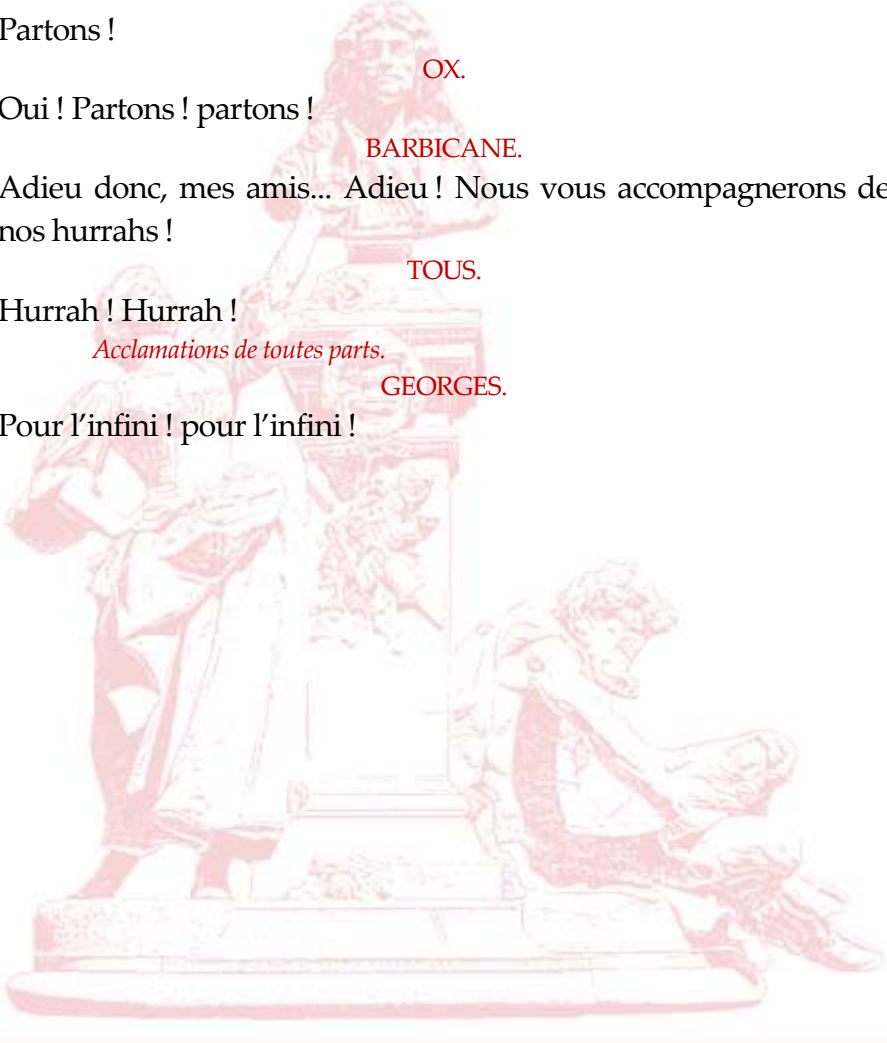 Partons !
OX.
Oui ! Partons ! partons !
BARBICANE.
Adieu donc, mes amis... Adieu ! Nous vous accompagnerons de
nos hurrahs !
TOUS.
Hurrah ! Hurrah !
Acclamations de toutes parts.
GEORGES.
Pour l’infini ! pour l’infini !